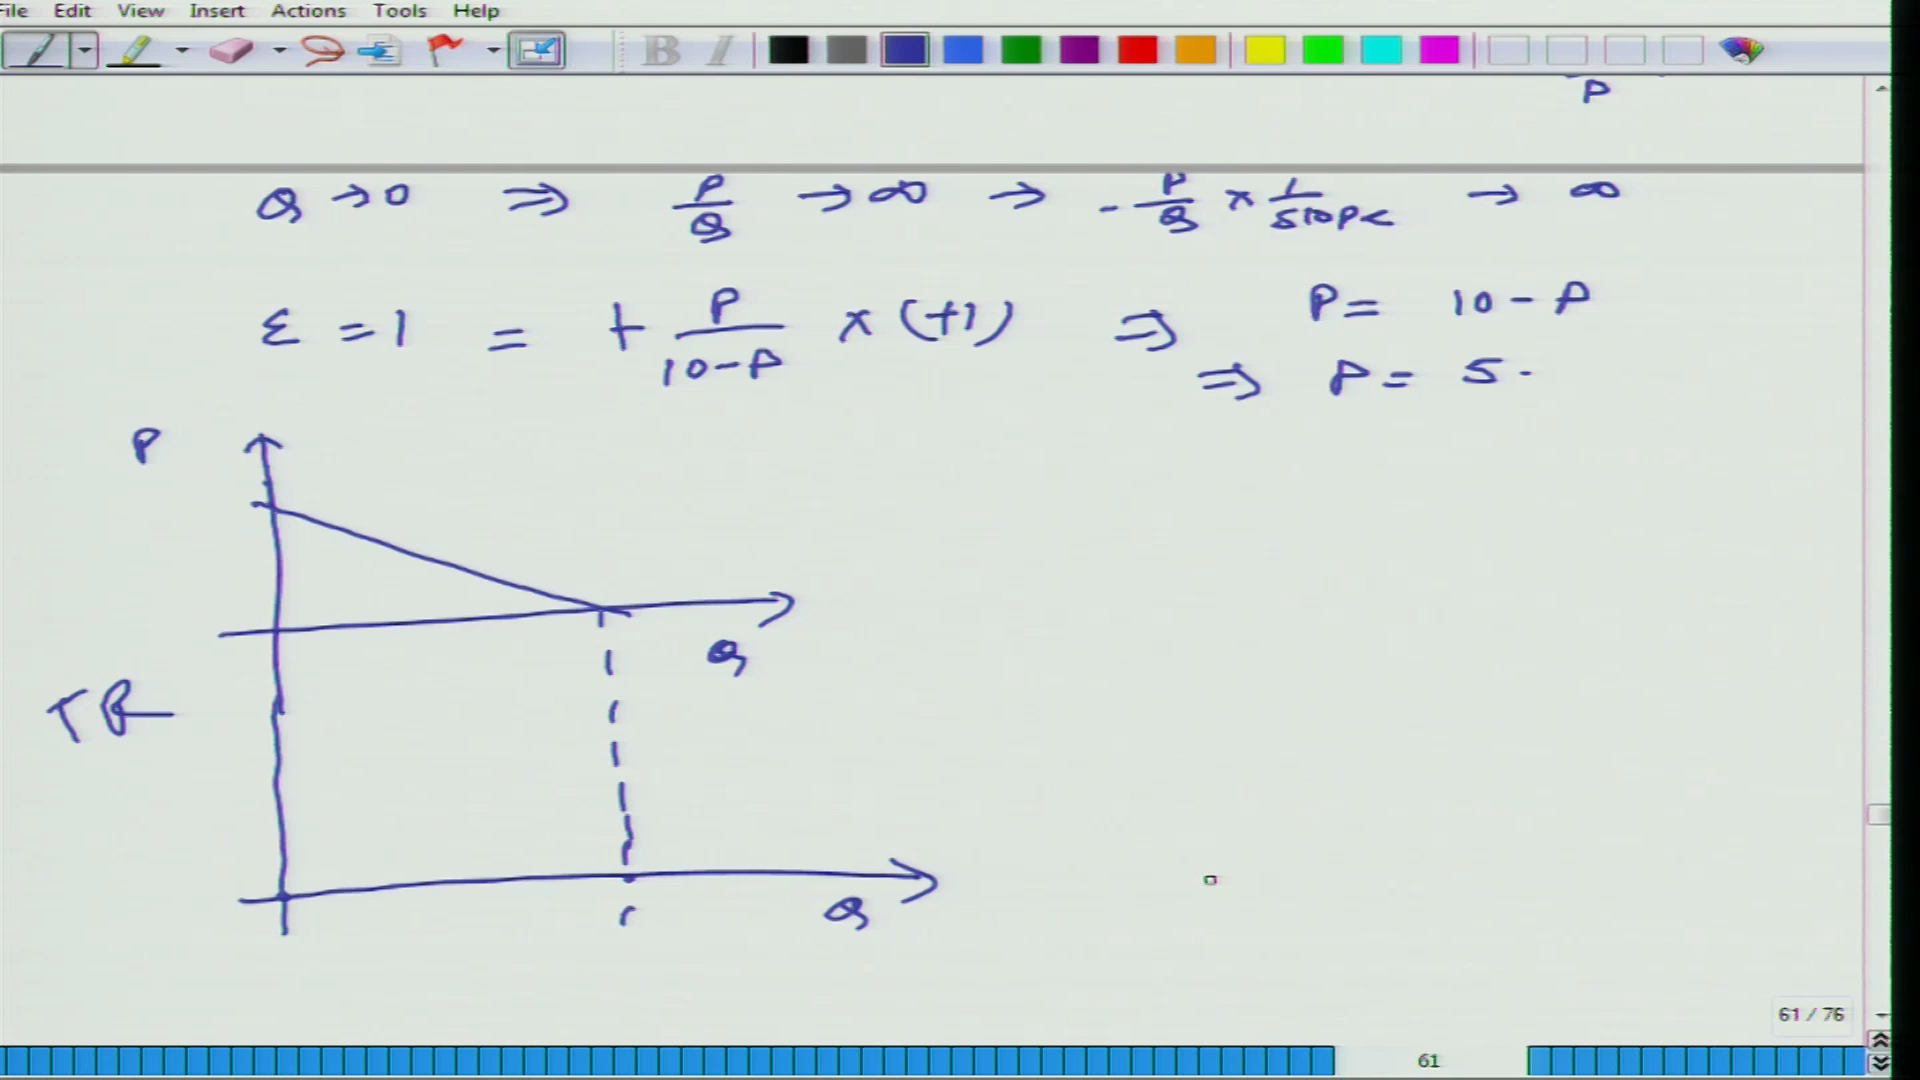 File Edit View Insert Actions Tools Help
B I
P
Q → 0 ⇒ P/Q → ∞ → - P/Q × 1/slope → ∞
ε = 1 = + P/10-P × (+1) ⇒ P = 10 - P
⇒ P = 5.
P
Q
TR
Q
61 / 76
61